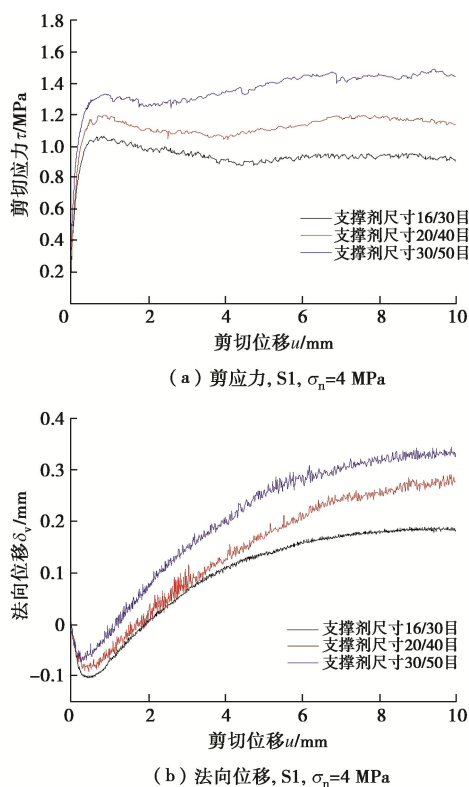 1.8
1.6
1.4
1.2
1.0
0.8
0.6
0.4
0.2
剪切应力τ/MPa
支撑剂尺寸16/30目
支撑剂尺寸20/40目
支撑剂尺寸30/50目
0 2 4 6 8 10
剪切位移u/mm
(a)剪应力, S1, σn=4 MPa
0.4
0.3
0.2
0.1
0
-0.1
法向位移δv/mm
支撑剂尺寸16/30目
支撑剂尺寸20/40目
支撑剂尺寸30/50目
0 2 4 6 8 10
剪切位移u/mm
(b)法向位移, S1, σn=4 MPa